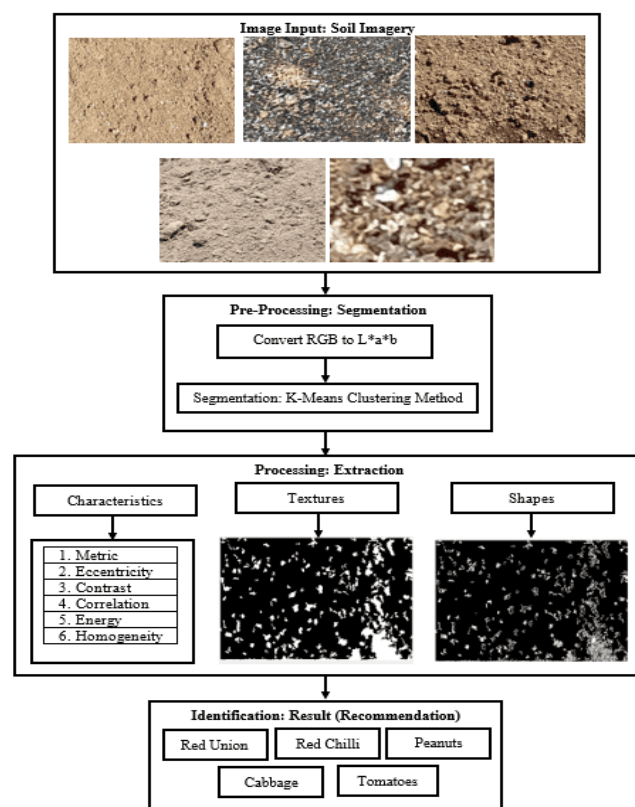 Image Input: Soil Imagery
Pre-Processing: Segmentation
Convert RGB to L*a*b
Segmentation: K-Means Clustering Method
Processing: Extraction
Characteristics
Textures
Shapes
1. Metric
2. Eccentricity
3. Contrast
4. Correlation
5. Energy
6. Homogeneity
Identification: Result (Recommendation)
Red Union
Red Chilli
Peanuts
Cabbage
Tomatoes